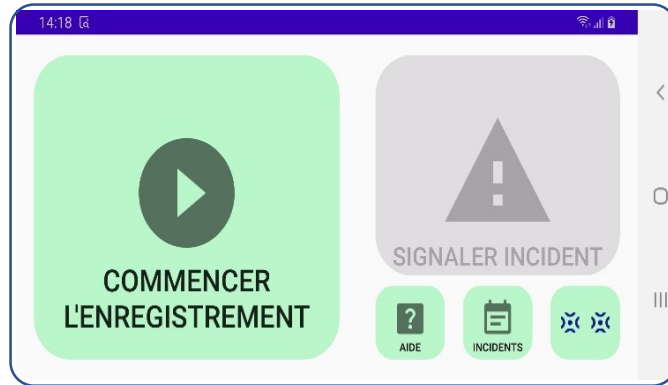 14:18
COMMENCER
L'ENREGISTREMENT
SIGNALER INCIDENT
AIDE
INCIDENTS